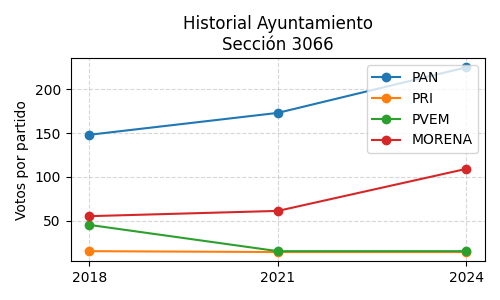 Historial Ayuntamiento
Sección 3066
Votos por partido
200
150
100
50
2018
2021
2024
PAN
PRI
PVEM
MORENA